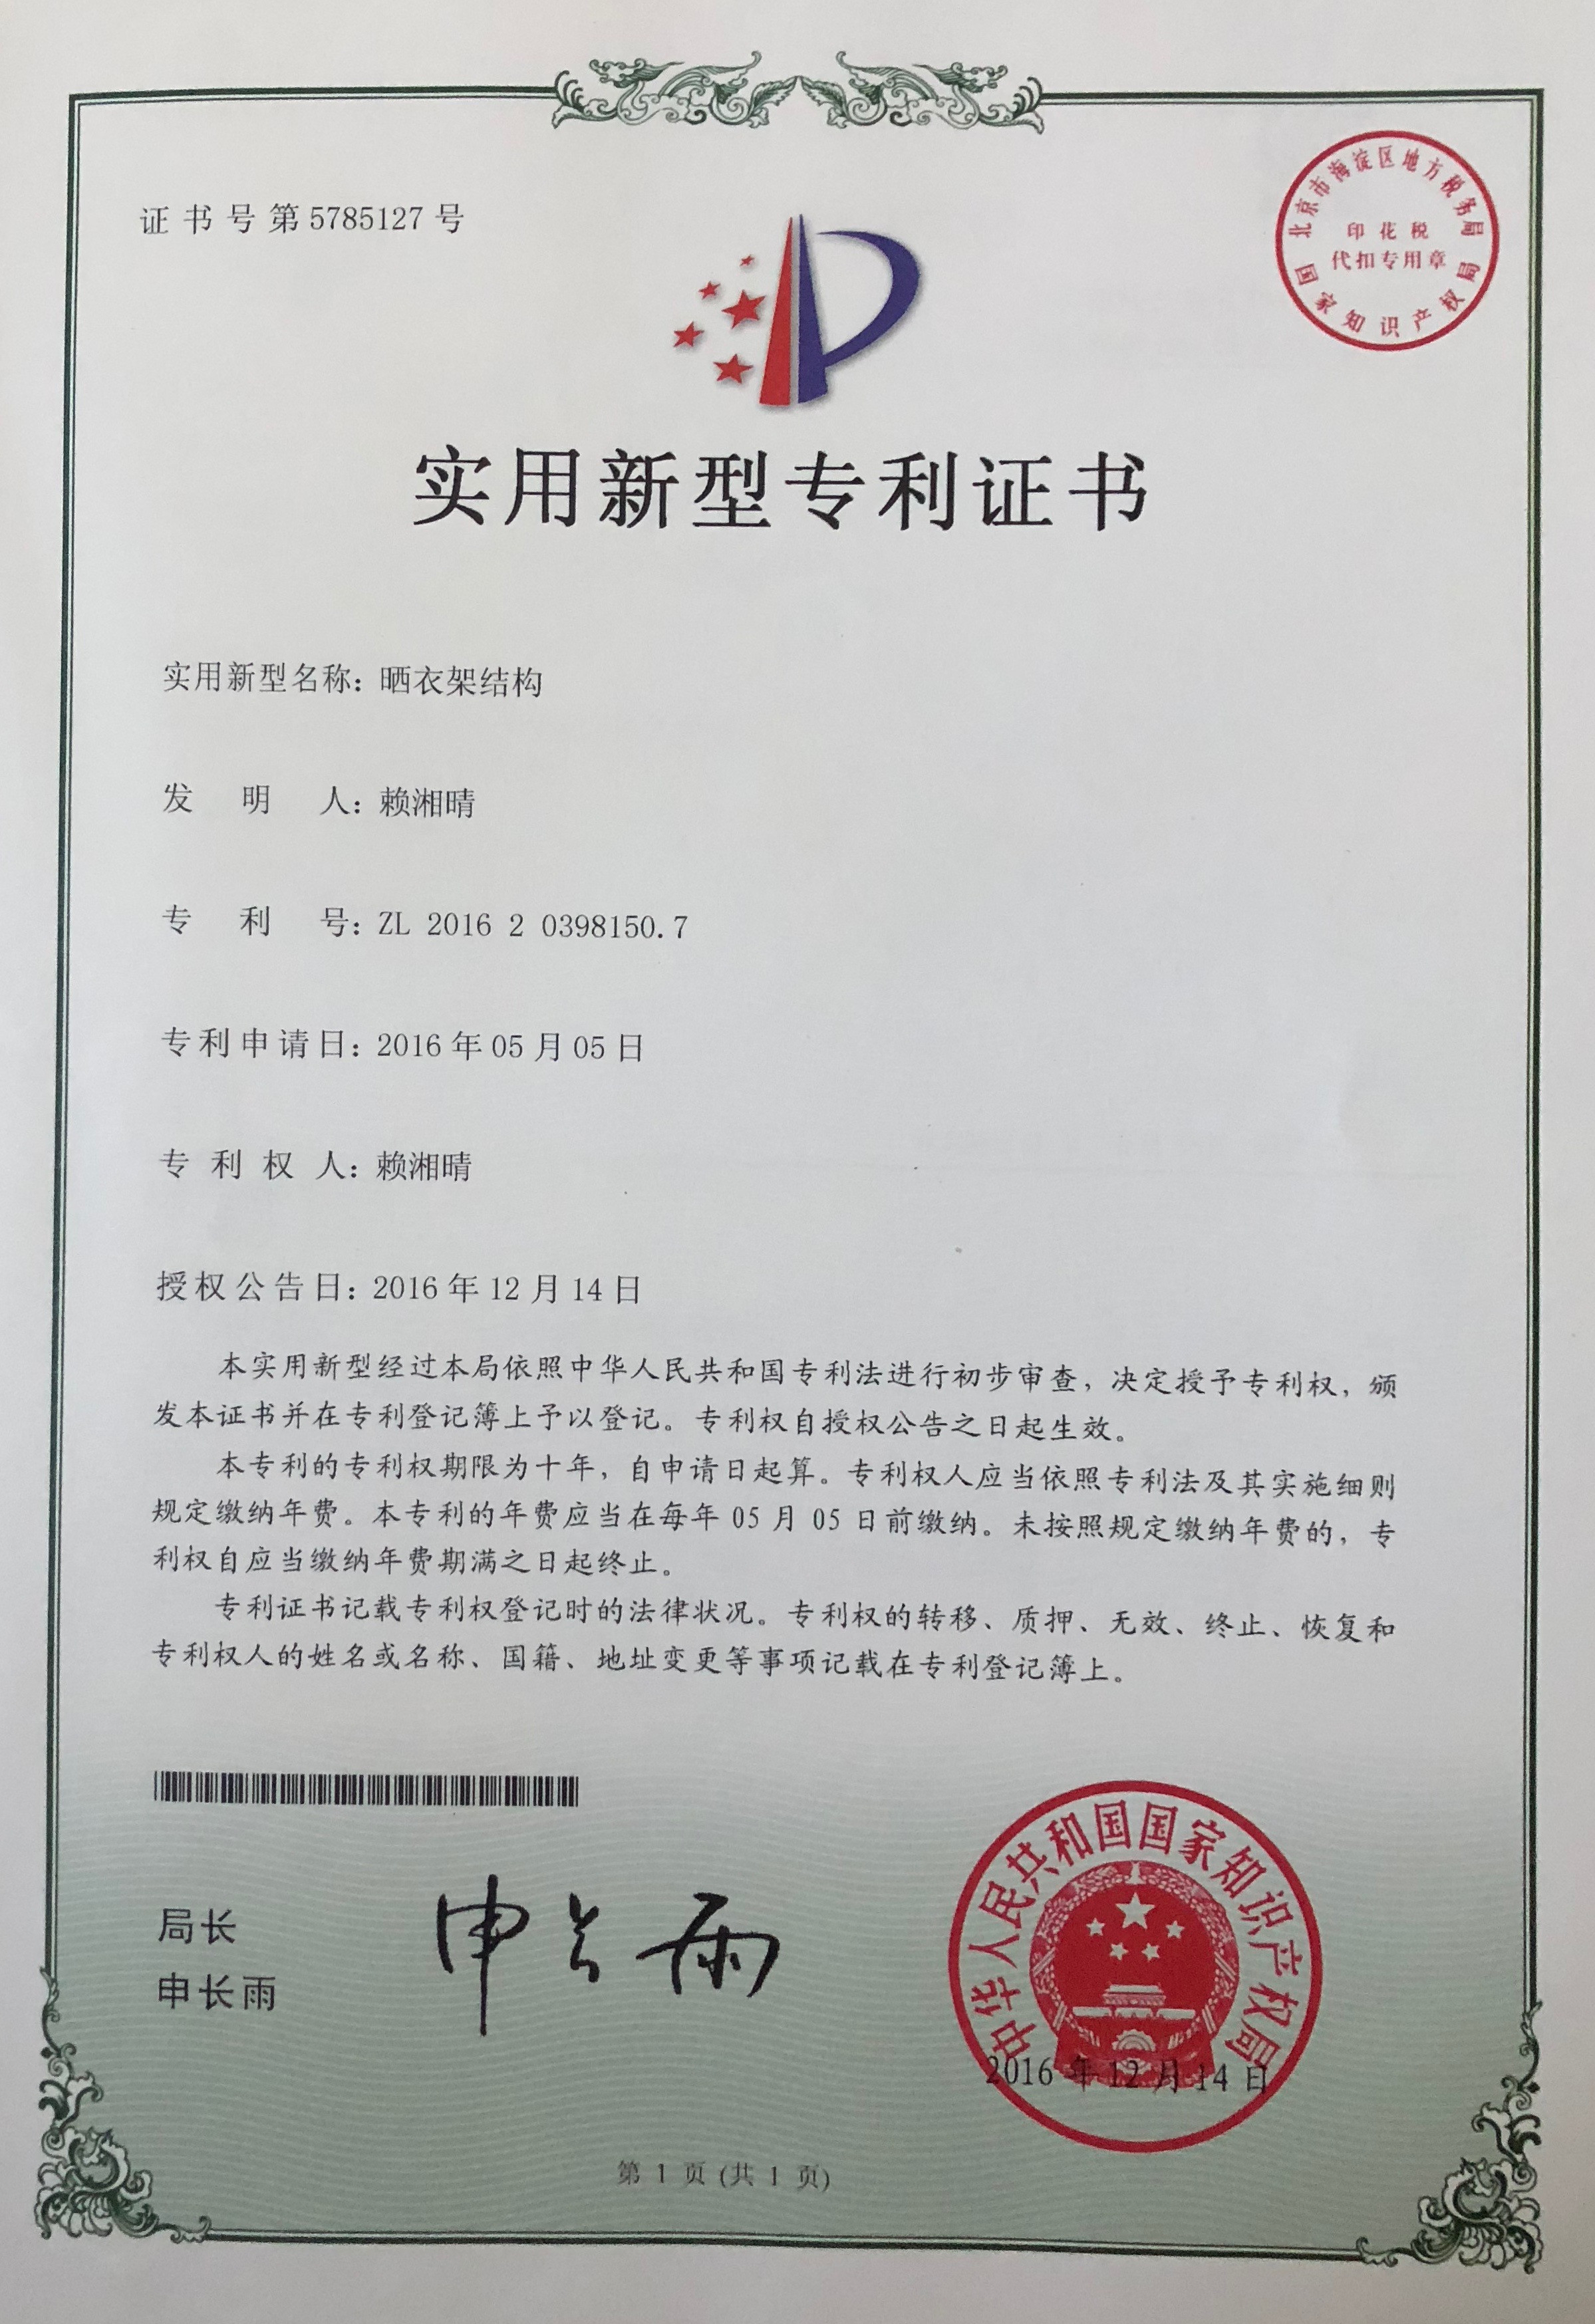 证书号第5785127号
北京市海淀区地方税务局
印花税
代扣专用章
国家知识产权局
实用新型专利证书
实用新型名称：晒衣架结构
发明人：赖湘晴
专利号：ZL 2016 2 0398150.7
专利申请日：2016年05月05日
专利权人：赖湘晴
授权公告日：2016年12月14日
本实用新型经过本局依照中华人民共和国专利法进行初步审查，决定授予专利权，颁
发本证书并在专利登记簿上予以登记。专利权自授权公告之日起生效。
本专利的专利权期限为十年，自申请日起算。专利权人应当依照专利法及其实施细则
规定缴纳年费。本专利的年费应当在每年 05 月 05 日前缴纳。未按照规定缴纳年费的，专
利权自应当缴纳年费期满之日起终止。
专利证书记载专利权登记时的法律状况。专利权的转移、质押、无效、终止、恢复和
专利权人的姓名或名称、国籍、地址变更等事项记载在专利登记簿上。
局长
申长雨
申长雨
中华人民共和国国家知识产权局
2016年12月14日
第 1 页 (共 1 页)